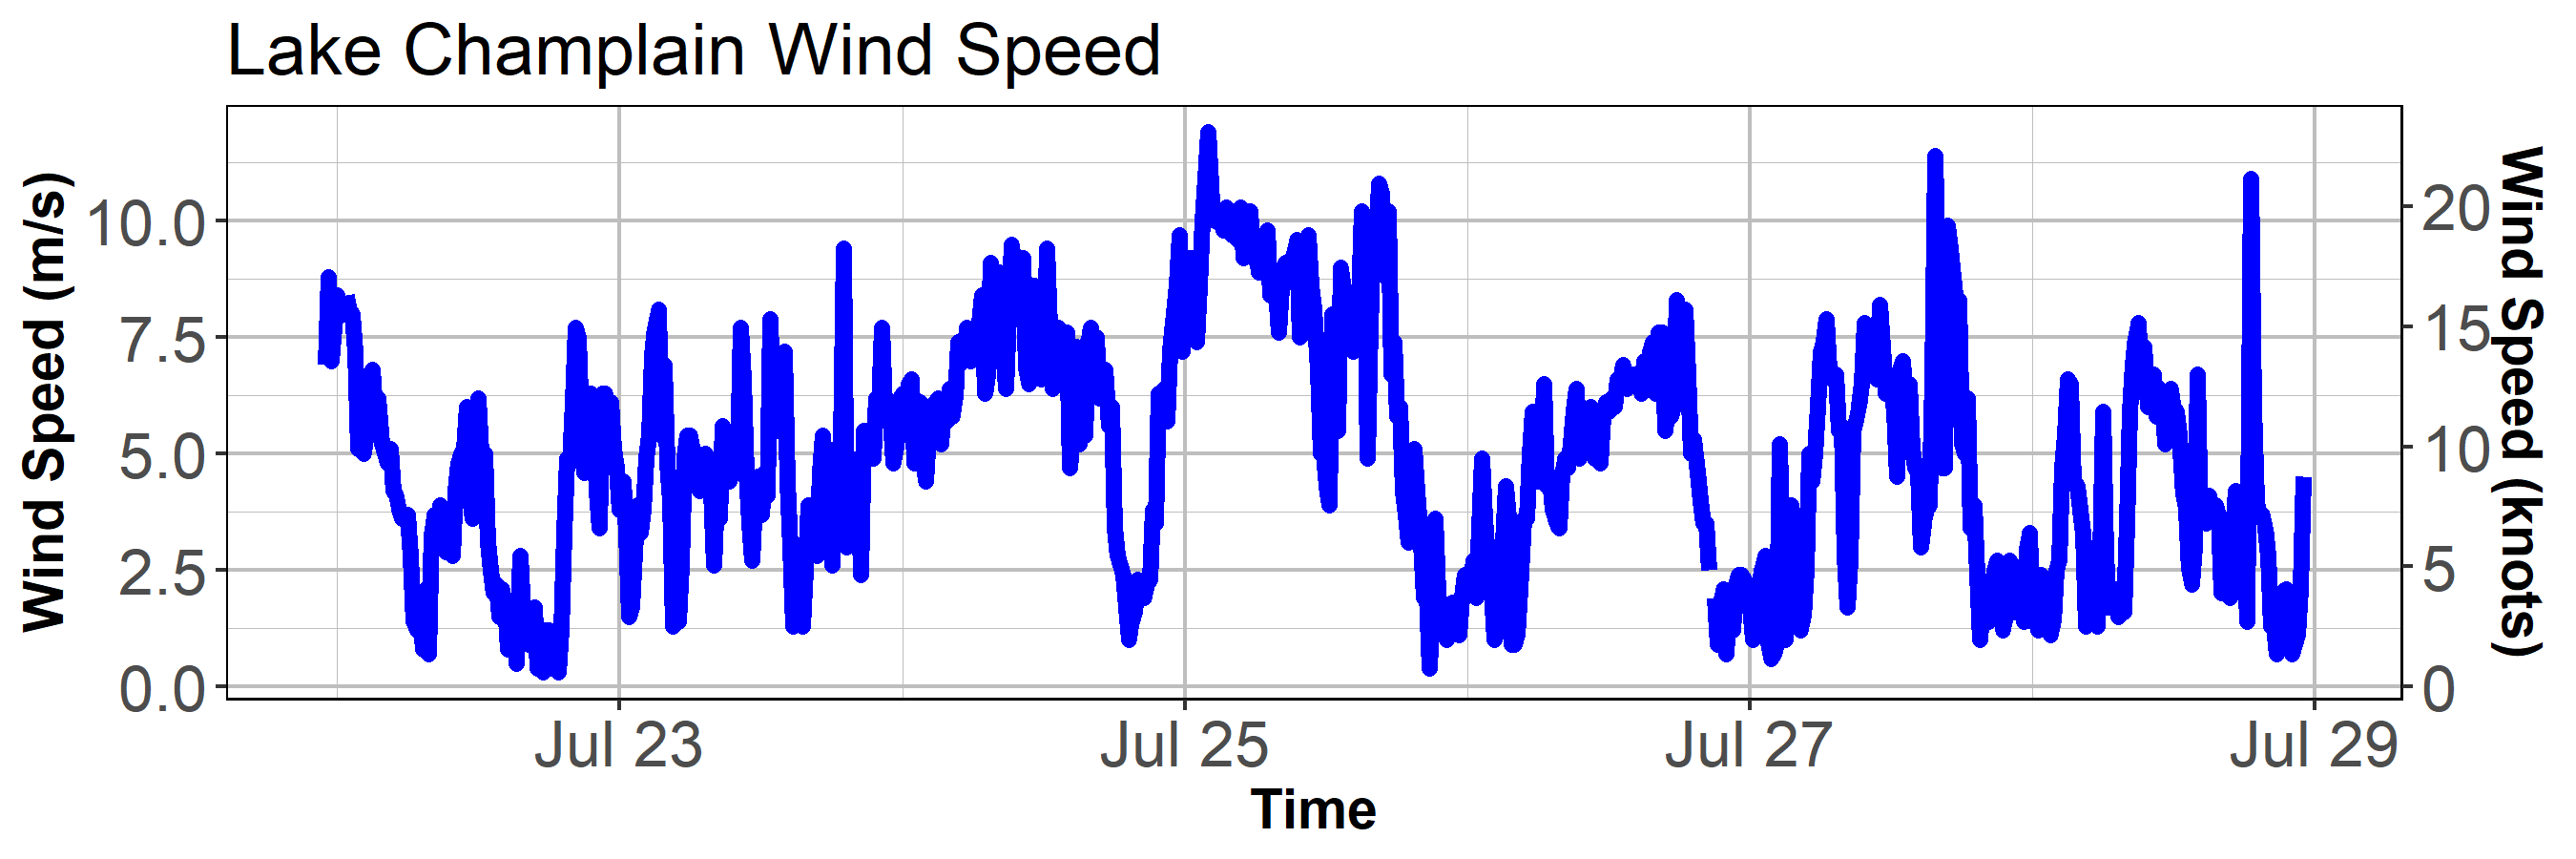 Lake Champlain Wind Speed
Wind Speed (m/s)
10.0
7.5
5.0
2.5
0.0
20
15
10
5
0
Wind Speed (knots)
Jul 23
Jul 25
Jul 27
Jul 29
Time